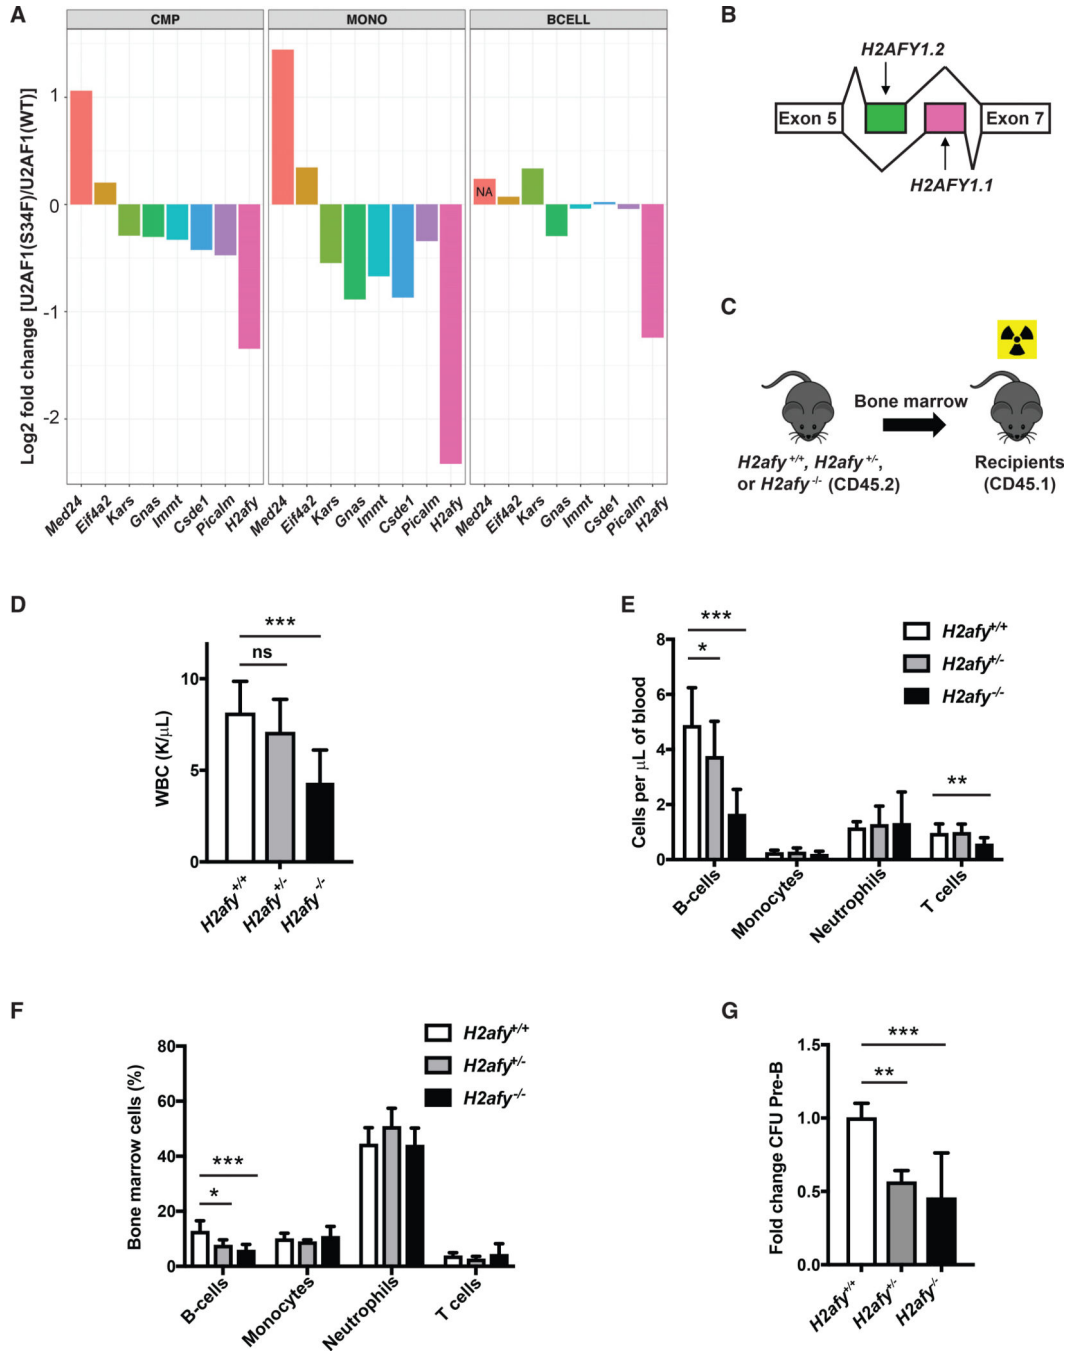 A
CMP
MONO
BCELL
Log2 fold change [U2AF1(S34F)/U2AF1(WT)]
1
0
-1
-2
NA
Med24
Eif4a2
Kars
Gnas
Immt
Csde1
Picalm
H2afy
Med24
Eif4a2
Kars
Gnas
Immt
Csde1
Picalm
H2afy
Med24
Eif4a2
Kars
Gnas
Immt
Csde1
Picalm
H2afy
B
H2AFY1.2
Exon 5
Exon 7
H2AFY1.1
C
Bone marrow
H2afy+/+, H2afy+/-,
or H2afy-/- (CD45.2)
Recipients
(CD45.1)
D
***
ns
WBC (K/µL)
10
5
0
H2afy+/+
H2afy+/-
H2afy-/-
E
***
*
**
H2afy+/+
H2afy+/-
H2afy-/-
Cells per µL of blood
8
6
4
2
0
B-cells
Monocytes
Neutrophils
T cells
F
H2afy+/+
H2afy+/-
H2afy-/-
Bone marrow cells (%)
80
60
40
20
0
***
*
B-cells
Monocytes
Neutrophils
T cells
G
***
**
Fold change CFU Pre-B
1.5
1.0
0.5
0.0
H2afy+/+
H2afy+/-
H2afy-/-